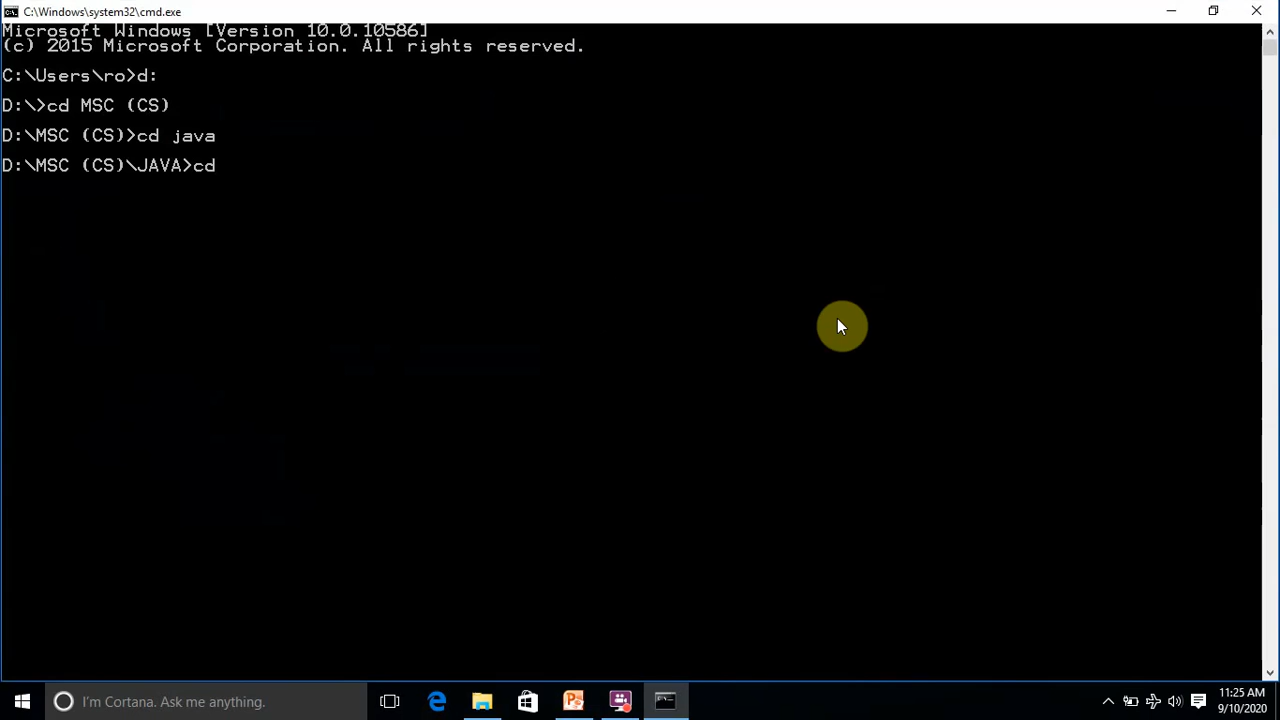 C:\Windows\system32\cmd.exe
Microsoft Windows [Version 10.0.10586]
(c) 2015 Microsoft Corporation. All rights reserved.
C:\Users\ro>d:
D:\>cd MSC (CS)
D:\MSC (CS)>cd java
D:\MSC (CS)\JAVA>cd
I'm Cortana. Ask me anything.
11:25 AM
9/10/2020